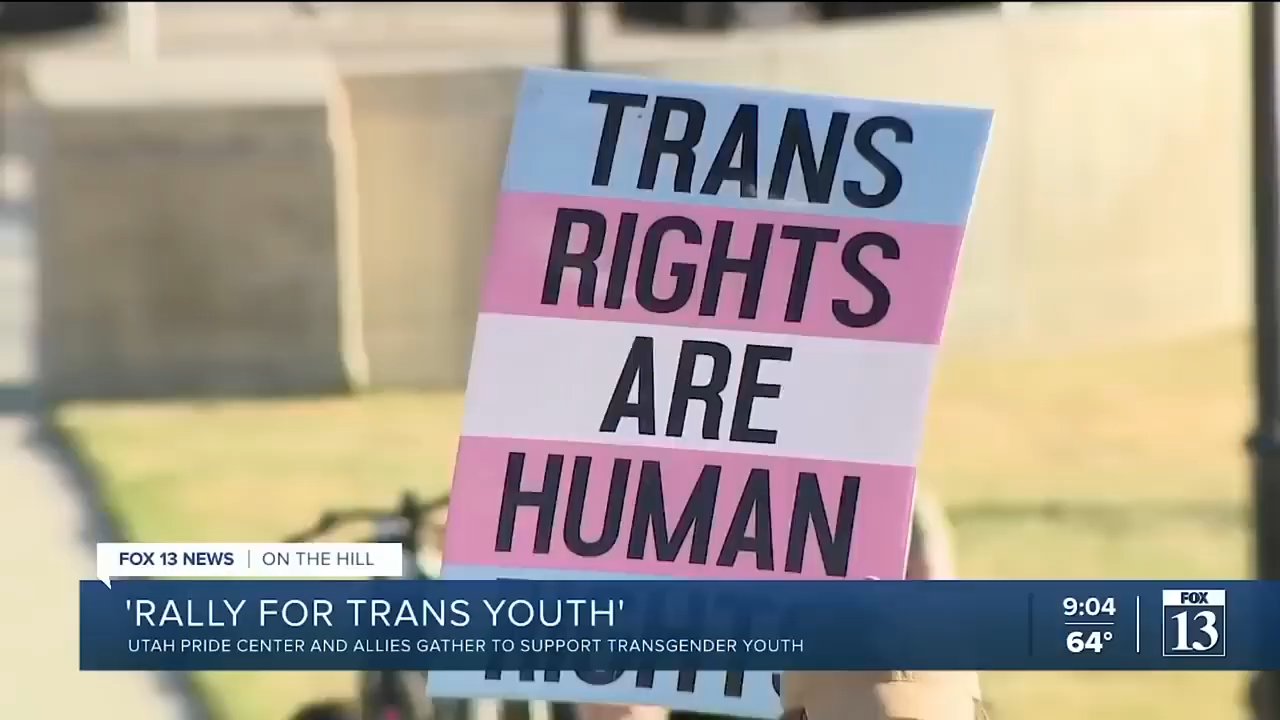 TRANS
RIGHTS
ARE
HUMAN
RIGHTS
FOX 13 NEWS | ON THE HILL
'RALLY FOR TRANS YOUTH'
UTAH PRIDE CENTER AND ALLIES GATHER TO SUPPORT TRANSGENDER YOUTH
9:04
64°
FOX
13